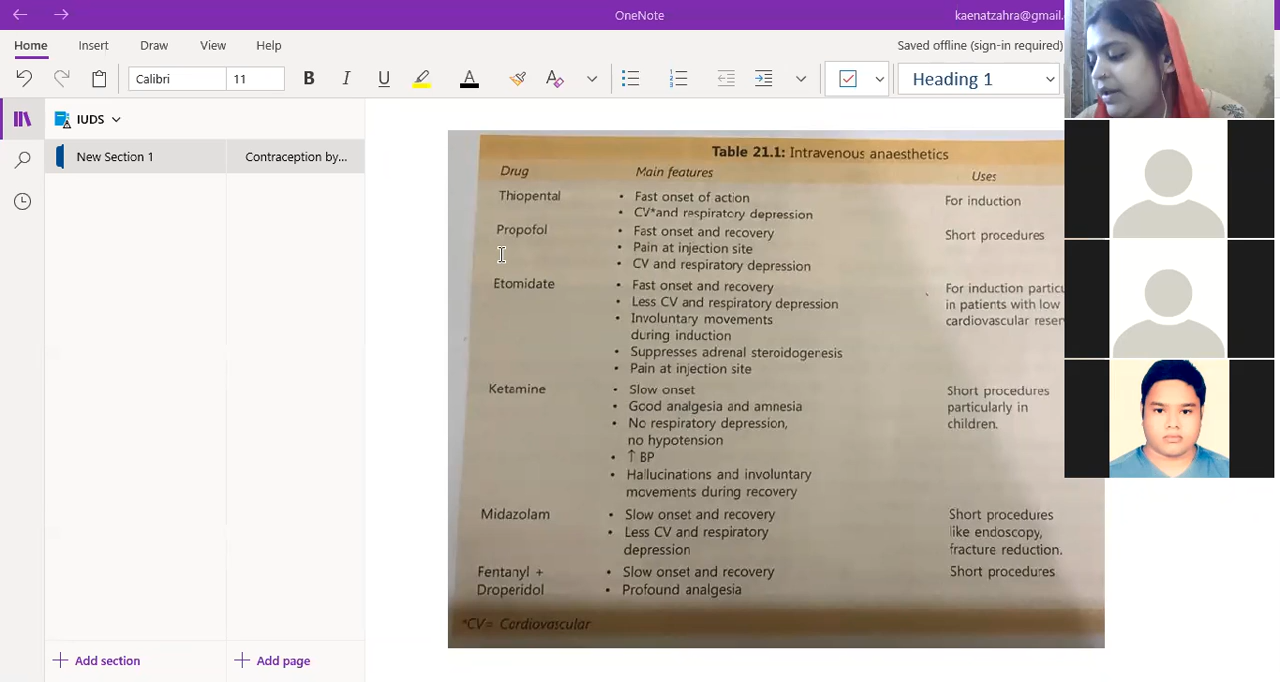 OneNote
kaenatzahra@gmail.
Home Insert Draw View Help
Saved offline (sign-in required)
Calibri 11 B I U A A Heading 1
IUDS
New Section 1 Contraception by...
Table 21.1: Intravenous anaesthetics
Drug Main features Uses
Thiopental • Fast onset of action For induction
• CV*and respiratory depression
Propofol • Fast onset and recovery Short procedures
• Pain at injection site
• CV and respiratory depression
Etomidate • Fast onset and recovery For induction particu
• Less CV and respiratory depression in patients with low
• Involuntary movements cardiovascular reser
during induction
• Suppresses adrenal steroidogenesis
• Pain at injection site
Ketamine • Slow onset Short procedures
• Good analgesia and amnesia particularly in
• No respiratory depression, children.
no hypotension
• ↑ BP
• Hallucinations and involuntary
movements during recovery
Midazolam • Slow onset and recovery Short procedures
• Less CV and respiratory like endoscopy,
depression fracture reduction.
Fentanyl + • Slow onset and recovery Short procedures
Droperidol • Profound analgesia
*CV= Cardiovascular
+ Add section + Add page